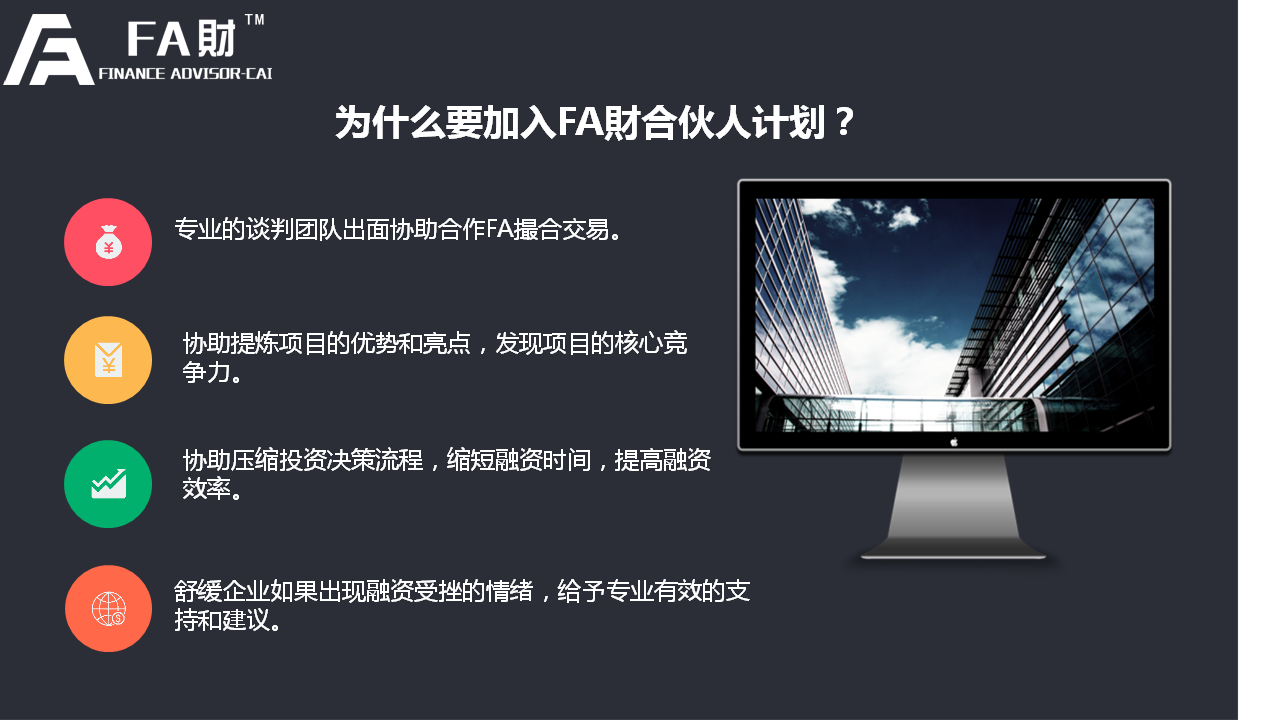 FA財™
FINANCE ADVISOR-CAI
为什么要加入FA財合伙人计划？
专业的谈判团队出面协助合作FA撮合交易。
协助提炼项目的优势和亮点，发现项目的核心竞
争力。
协助压缩投资决策流程，缩短融资时间，提高融资
效率。
舒缓企业如果出现融资受挫的情绪，给予专业有效的支
持和建议。